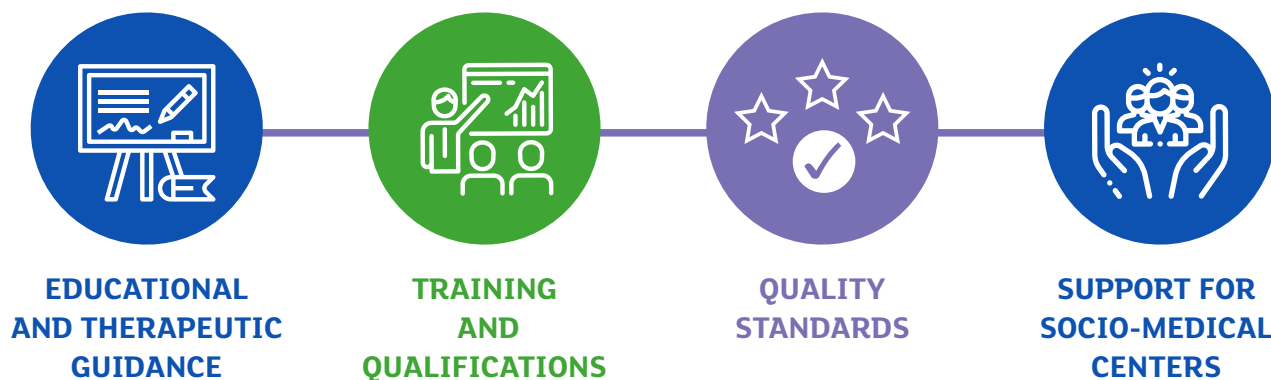 EDUCATIONAL
AND THERAPEUTIC
GUIDANCE
TRAINING
AND
QUALIFICATIONS
QUALITY
STANDARDS
SUPPORT FOR
SOCIO-MEDICAL
CENTERS